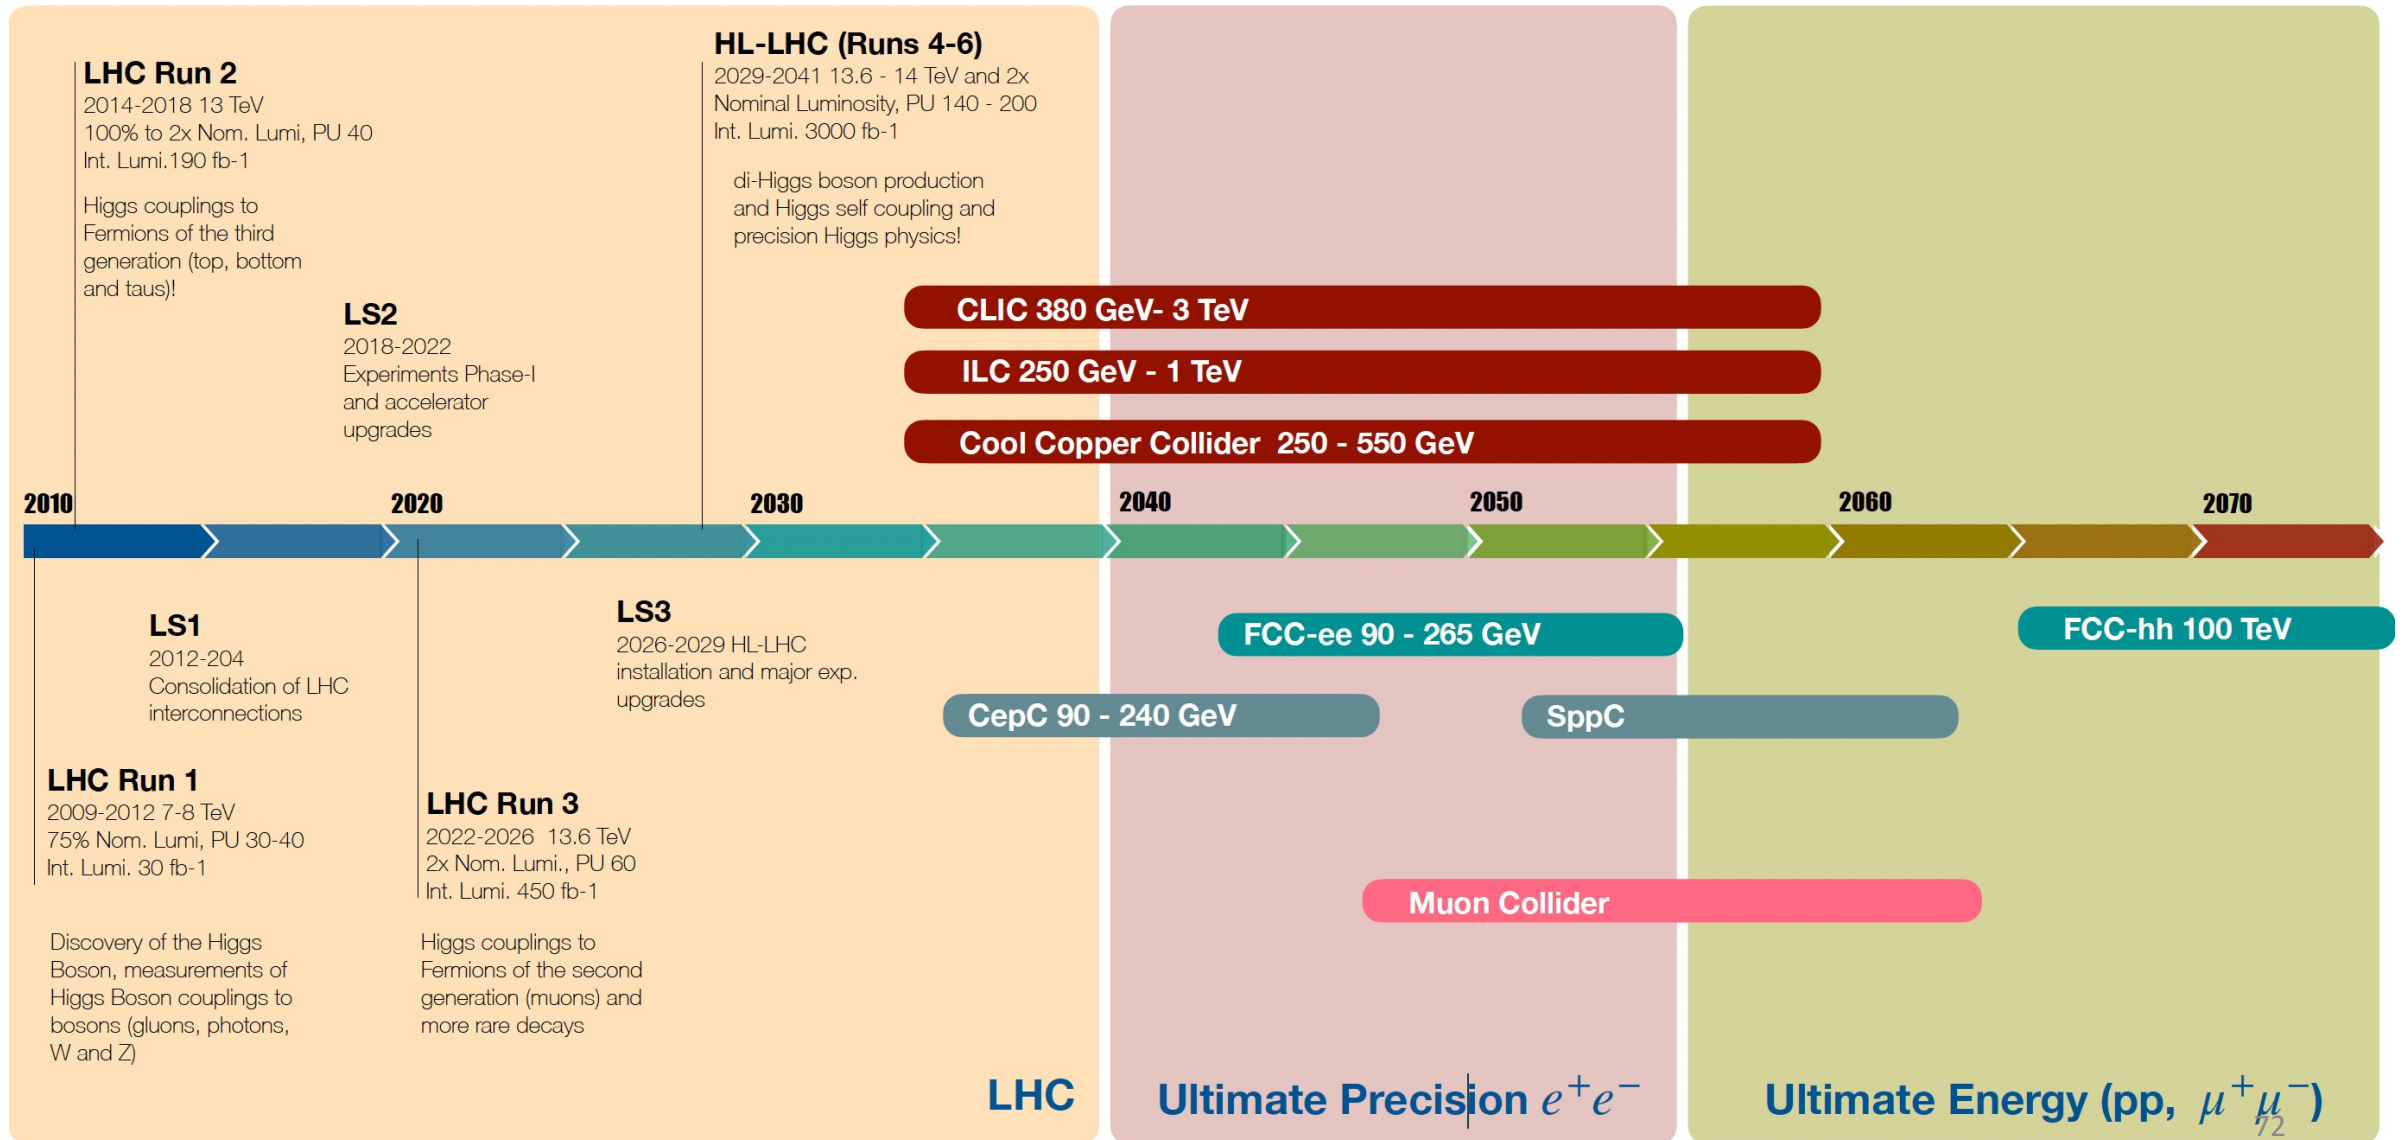 LHC Run 2
2014-2018 13 TeV
100% to 2x Nom. Lumi, PU 40
Int. Lumi.190 fb-1
Higgs couplings to
Fermions of the third
generation (top, bottom
and taus)!
LS2
2018-2022
Experiments Phase-I
and accelerator
upgrades
HL-LHC (Runs 4-6)
2029-2041 13.6 - 14 TeV and 2x
Nominal Luminosity, PU 140 - 200
Int. Lumi. 3000 fb-1
di-Higgs boson production
and Higgs self coupling and
precision Higgs physics!
CLIC 380 GeV- 3 TeV
ILC 250 GeV - 1 TeV
Cool Copper Collider 250 - 550 GeV
2010 2020 2030 2040 2050 2060 2070
LS1
2012-204
Consolidation of LHC
interconnections
LS3
2026-2029 HL-LHC
installation and major exp.
upgrades
FCC-ee 90 - 265 GeV
FCC-hh 100 TeV
CepC 90 - 240 GeV
SppC
LHC Run 1
2009-2012 7-8 TeV
75% Nom. Lumi, PU 30-40
Int. Lumi. 30 fb-1
Discovery of the Higgs
Boson, measurements of
Higgs Boson couplings to
bosons (gluons, photons,
W and Z)
LHC Run 3
2022-2026 13.6 TeV
2x Nom. Lumi., PU 60
Int. Lumi. 450 fb-1
Higgs couplings to
Fermions of the second
generation (muons) and
more rare decays
Muon Collider
LHC
Ultimate Precision e⁺e⁻
Ultimate Energy (pp, μ⁺μ⁻)
72